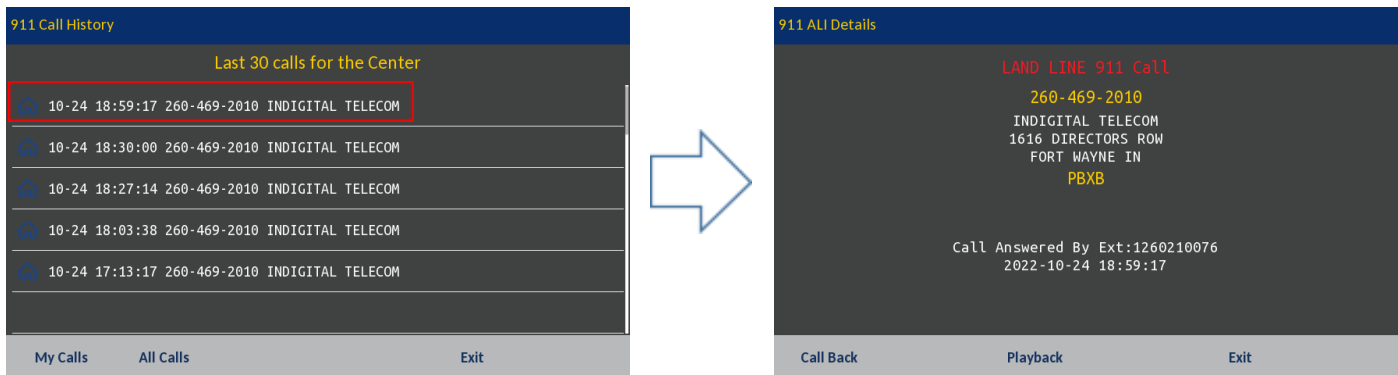 911 Call History
Last 30 calls for the Center
10-24 18:59:17 260-469-2010 INDIGITAL TELECOM
10-24 18:30:00 260-469-2010 INDIGITAL TELECOM
10-24 18:27:14 260-469-2010 INDIGITAL TELECOM
10-24 18:03:38 260-469-2010 INDIGITAL TELECOM
10-24 17:13:17 260-469-2010 INDIGITAL TELECOM
My Calls All Calls Exit
911 ALI Details
LAND LINE 911 Call
260-469-2010
INDIGITAL TELECOM
1616 DIRECTORS ROW
FORT WAYNE IN
PBXB
Call Answered By Ext:1260210076
2022-10-24 18:59:17
Call Back Playback Exit